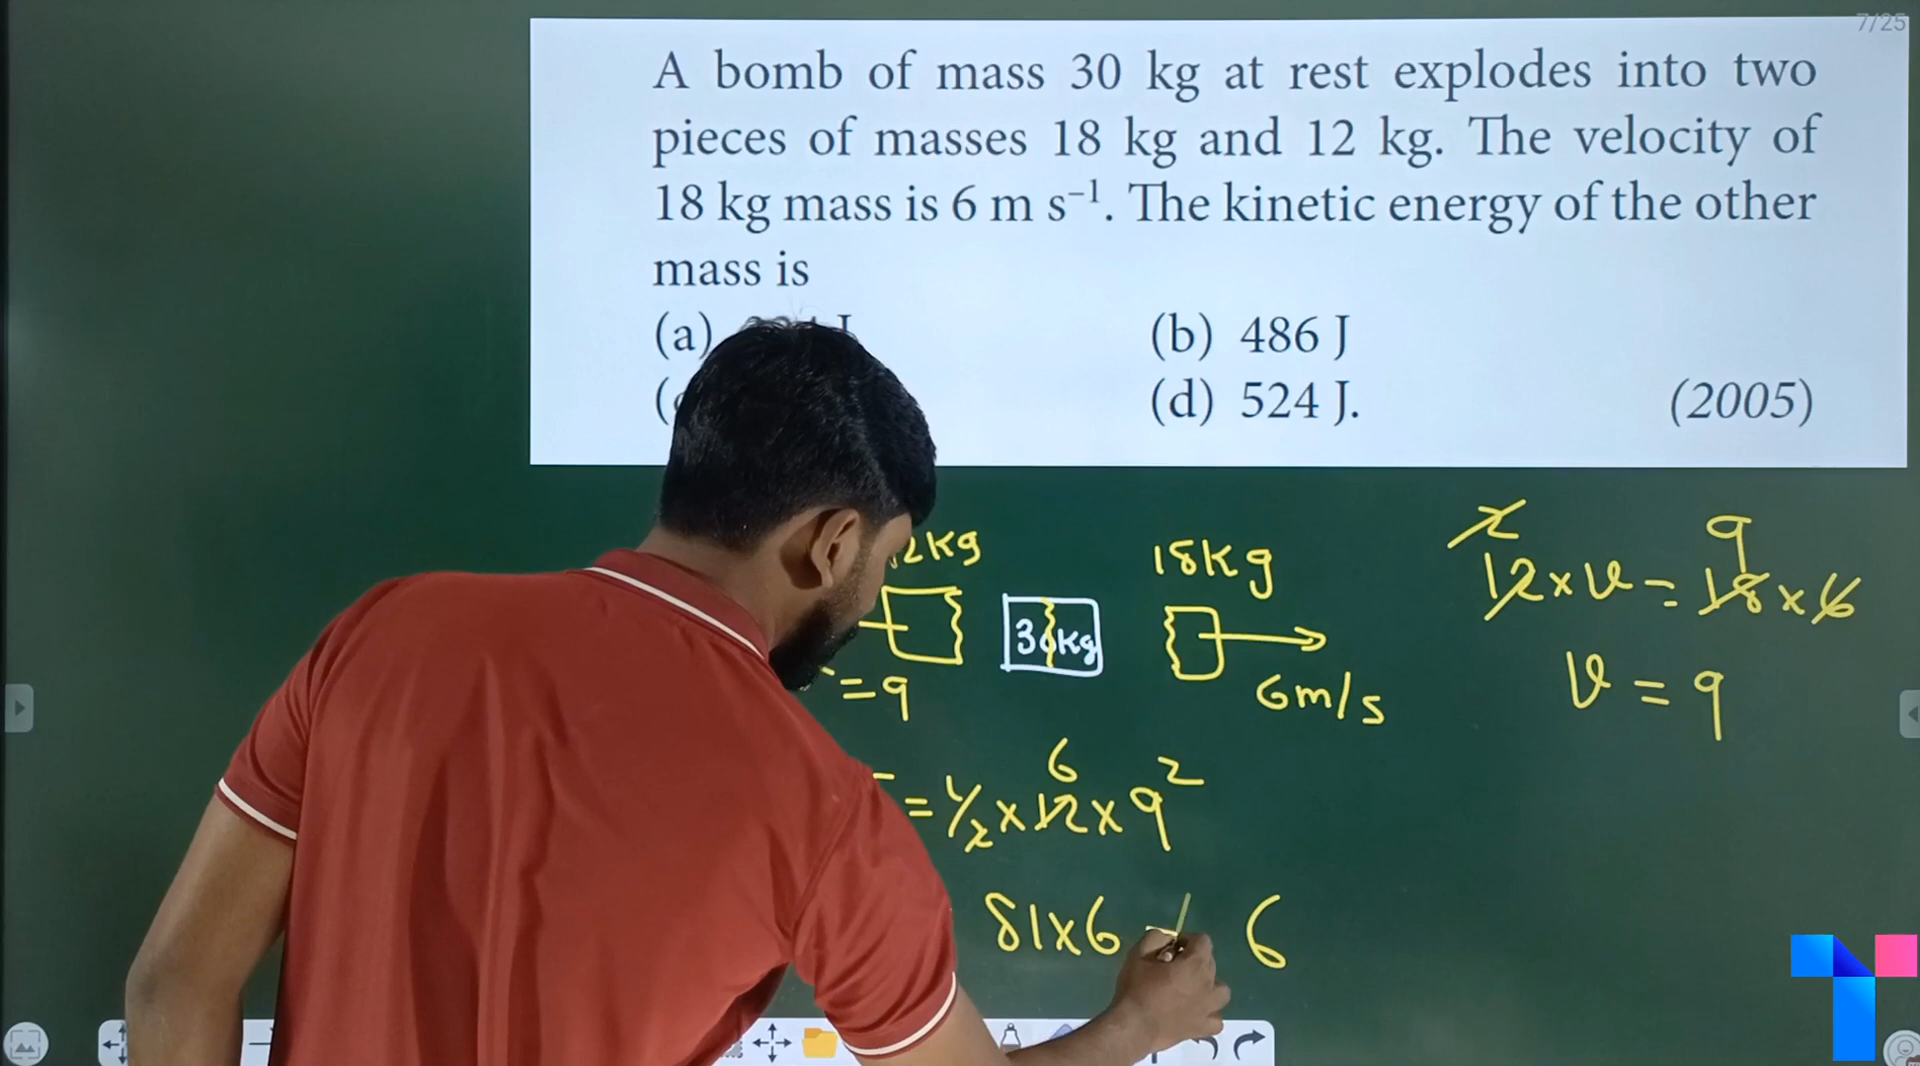 7/25
A bomb of mass 30 kg at rest explodes into two
pieces of masses 18 kg and 12 kg. The velocity of
18 kg mass is 6 m s⁻¹. The kinetic energy of the other
mass is
(a) J (b) 486 J
(d) 524 J. (2005)
2
9
12kg
18kg
12×v = 18×6
30kg
= 9
6m/s
v = 9
6
= 1/2 × 12 × 9²
81×6 = 6